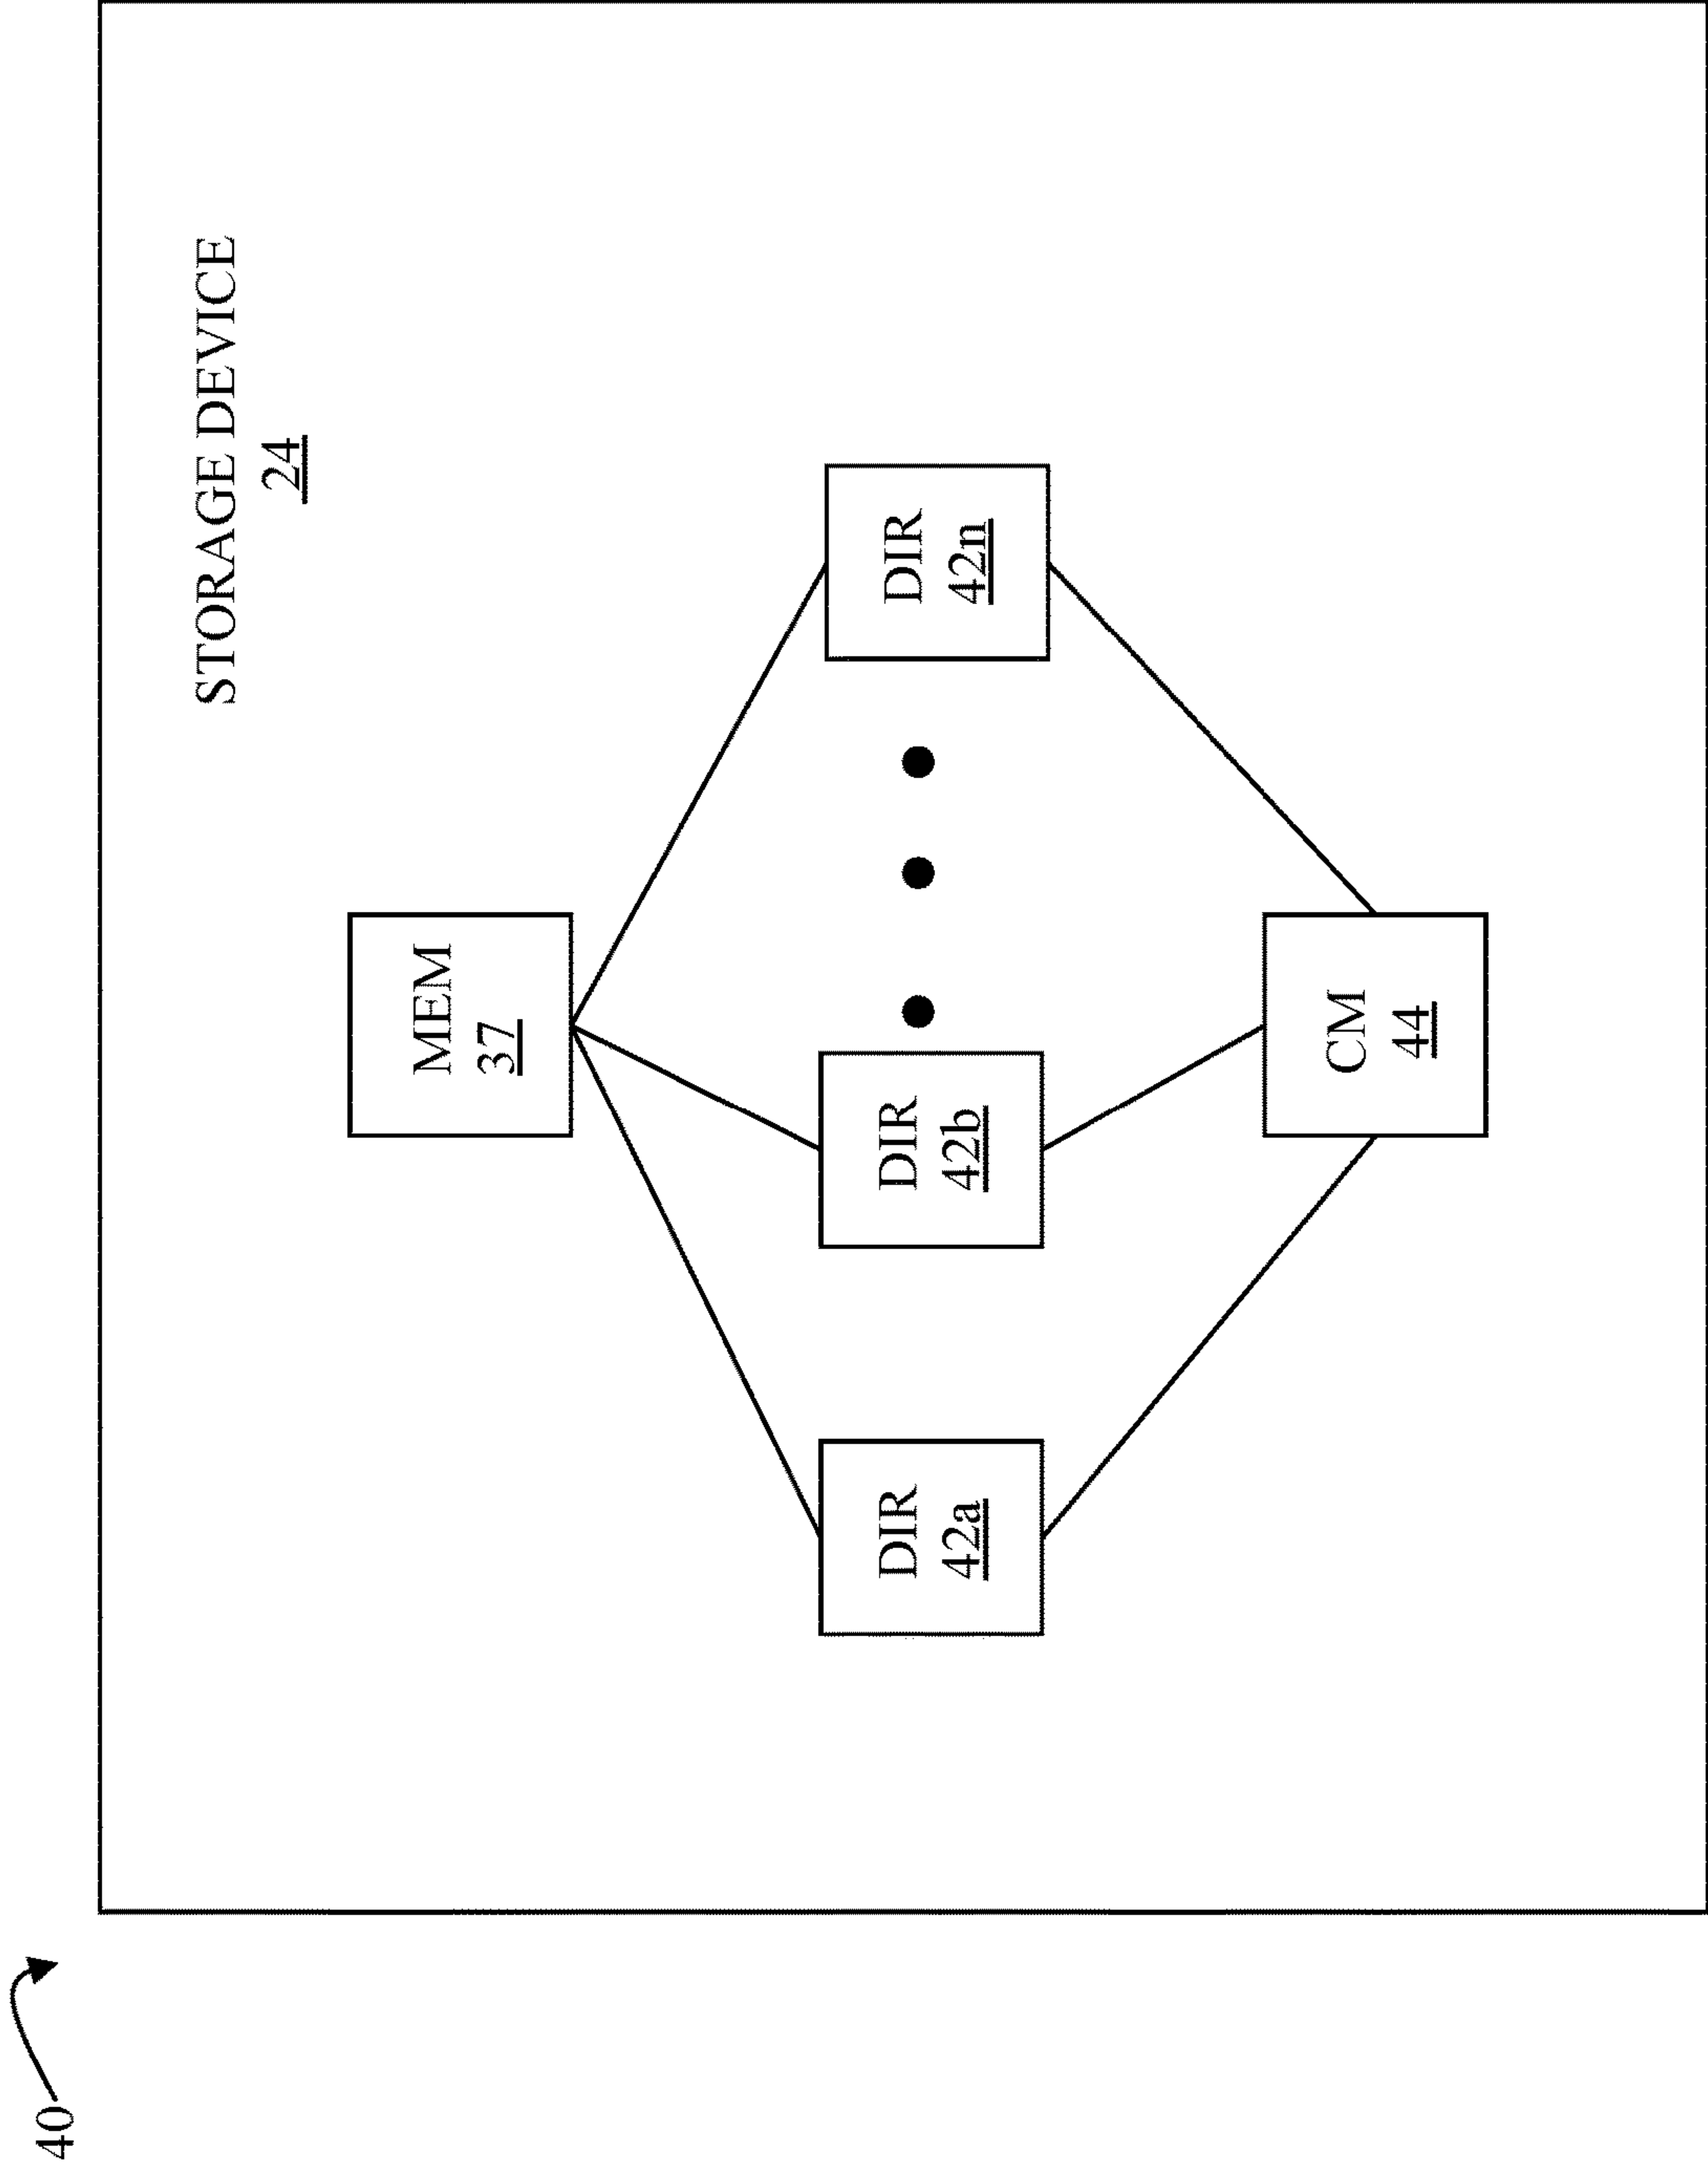 40
STORAGE DEVICE
24
MEM
37
DIR
42a
DIR
42b
DIR
42n
CM
44